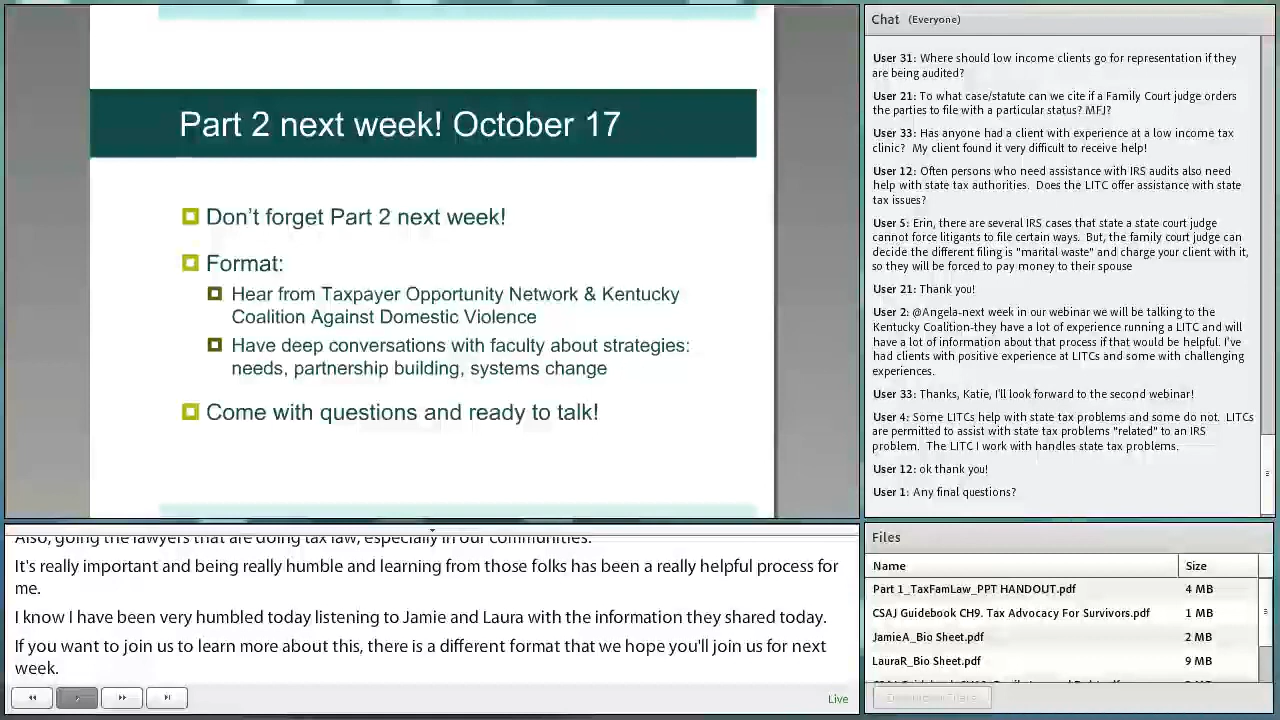 Part 2 next week! October 17
Don't forget Part 2 next week!
Format:
Hear from Taxpayer Opportunity Network & Kentucky
Coalition Against Domestic Violence
Have deep conversations with faculty about strategies:
needs, partnership building, systems change
Come with questions and ready to talk!
Also, going the lawyers that are doing tax law, especially in our communities.
It's really important and being really humble and learning from those folks has been a really helpful process for
me.
I know I have been very humbled today listening to Jamie and Laura with the information they shared today.
If you want to join us to learn more about this, there is a different format that we hope you'll join us for next
week.
Live
Chat (Everyone)
User 31: Where should low income clients go for representation if they
are being audited?
User 21: To what case/statute can we cite if a Family Court judge orders
the parties to file with a particular status? MFJ?
User 33: Has anyone had a client with experience at a low income tax
clinic? My client found it very difficult to receive help!
User 12: Often persons who need assistance with IRS audits also need
help with state tax authorities. Does the LITC offer assistance with state
tax issues?
User 5: Erin, there are several IRS cases that state a state court judge
cannot force litigants to file certain ways. But, the family court judge can
decide the different filing is "marital waste" and charge your client with it,
so they will be forced to pay money to their spouse
User 21: Thank you!
User 2: @Angela-next week in our webinar we will be talking to the
Kentucky Coalition-they have a lot of experience running a LITC and will
have a lot of information about that process if that would be helpful. I've
had clients with positive experience at LITCs and some with challenging
experiences.
User 33: Thanks, Katie, I'll look forward to the second webinar!
User 4: Some LITCs help with state tax problems and some do not. LITCs
are permitted to assist with state tax problems "related" to an IRS
problem. The LITC I work with handles state tax problems.
User 12: ok thank you!
User 1: Any final questions?
Files
Name Size
Part 1_TaxFamLaw_PPT HANDOUT.pdf 4 MB
CSAJ Guidebook CH9. Tax Advocacy For Survivors.pdf 1 MB
JamieA_Bio Sheet.pdf 2 MB
LauraR_Bio Sheet.pdf 9 MB